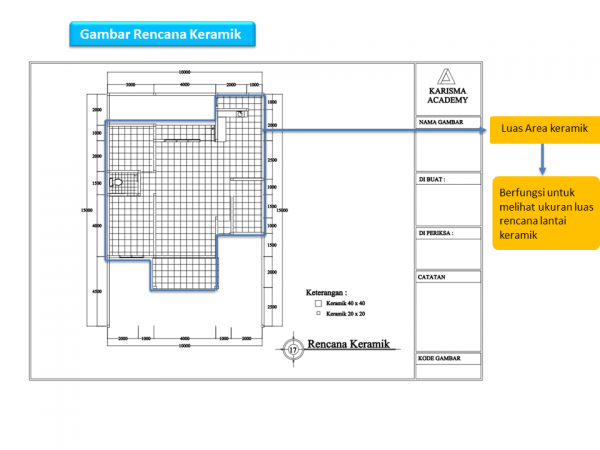 Gambar Rencana Keramik
10000
5000 4000 2000 1000
2000
1000
2000
1500
15000
4000
4500
1000
2500
1000
2000
15000
1500
2000
2500
2000 1000 4000 2000
10000
Keterangan :
Keramik 40 x 40
Keramik 20 x 20
17
Rencana Keramik
KARISMA
ACADEMY
NAMA GAMBAR
DI BUAT :
DI PERIKSA :
CATATAN
KODE GAMBAR
Luas Area keramik
Berfungsi untuk
melihat ukuran luas
rencana lantai
keramik